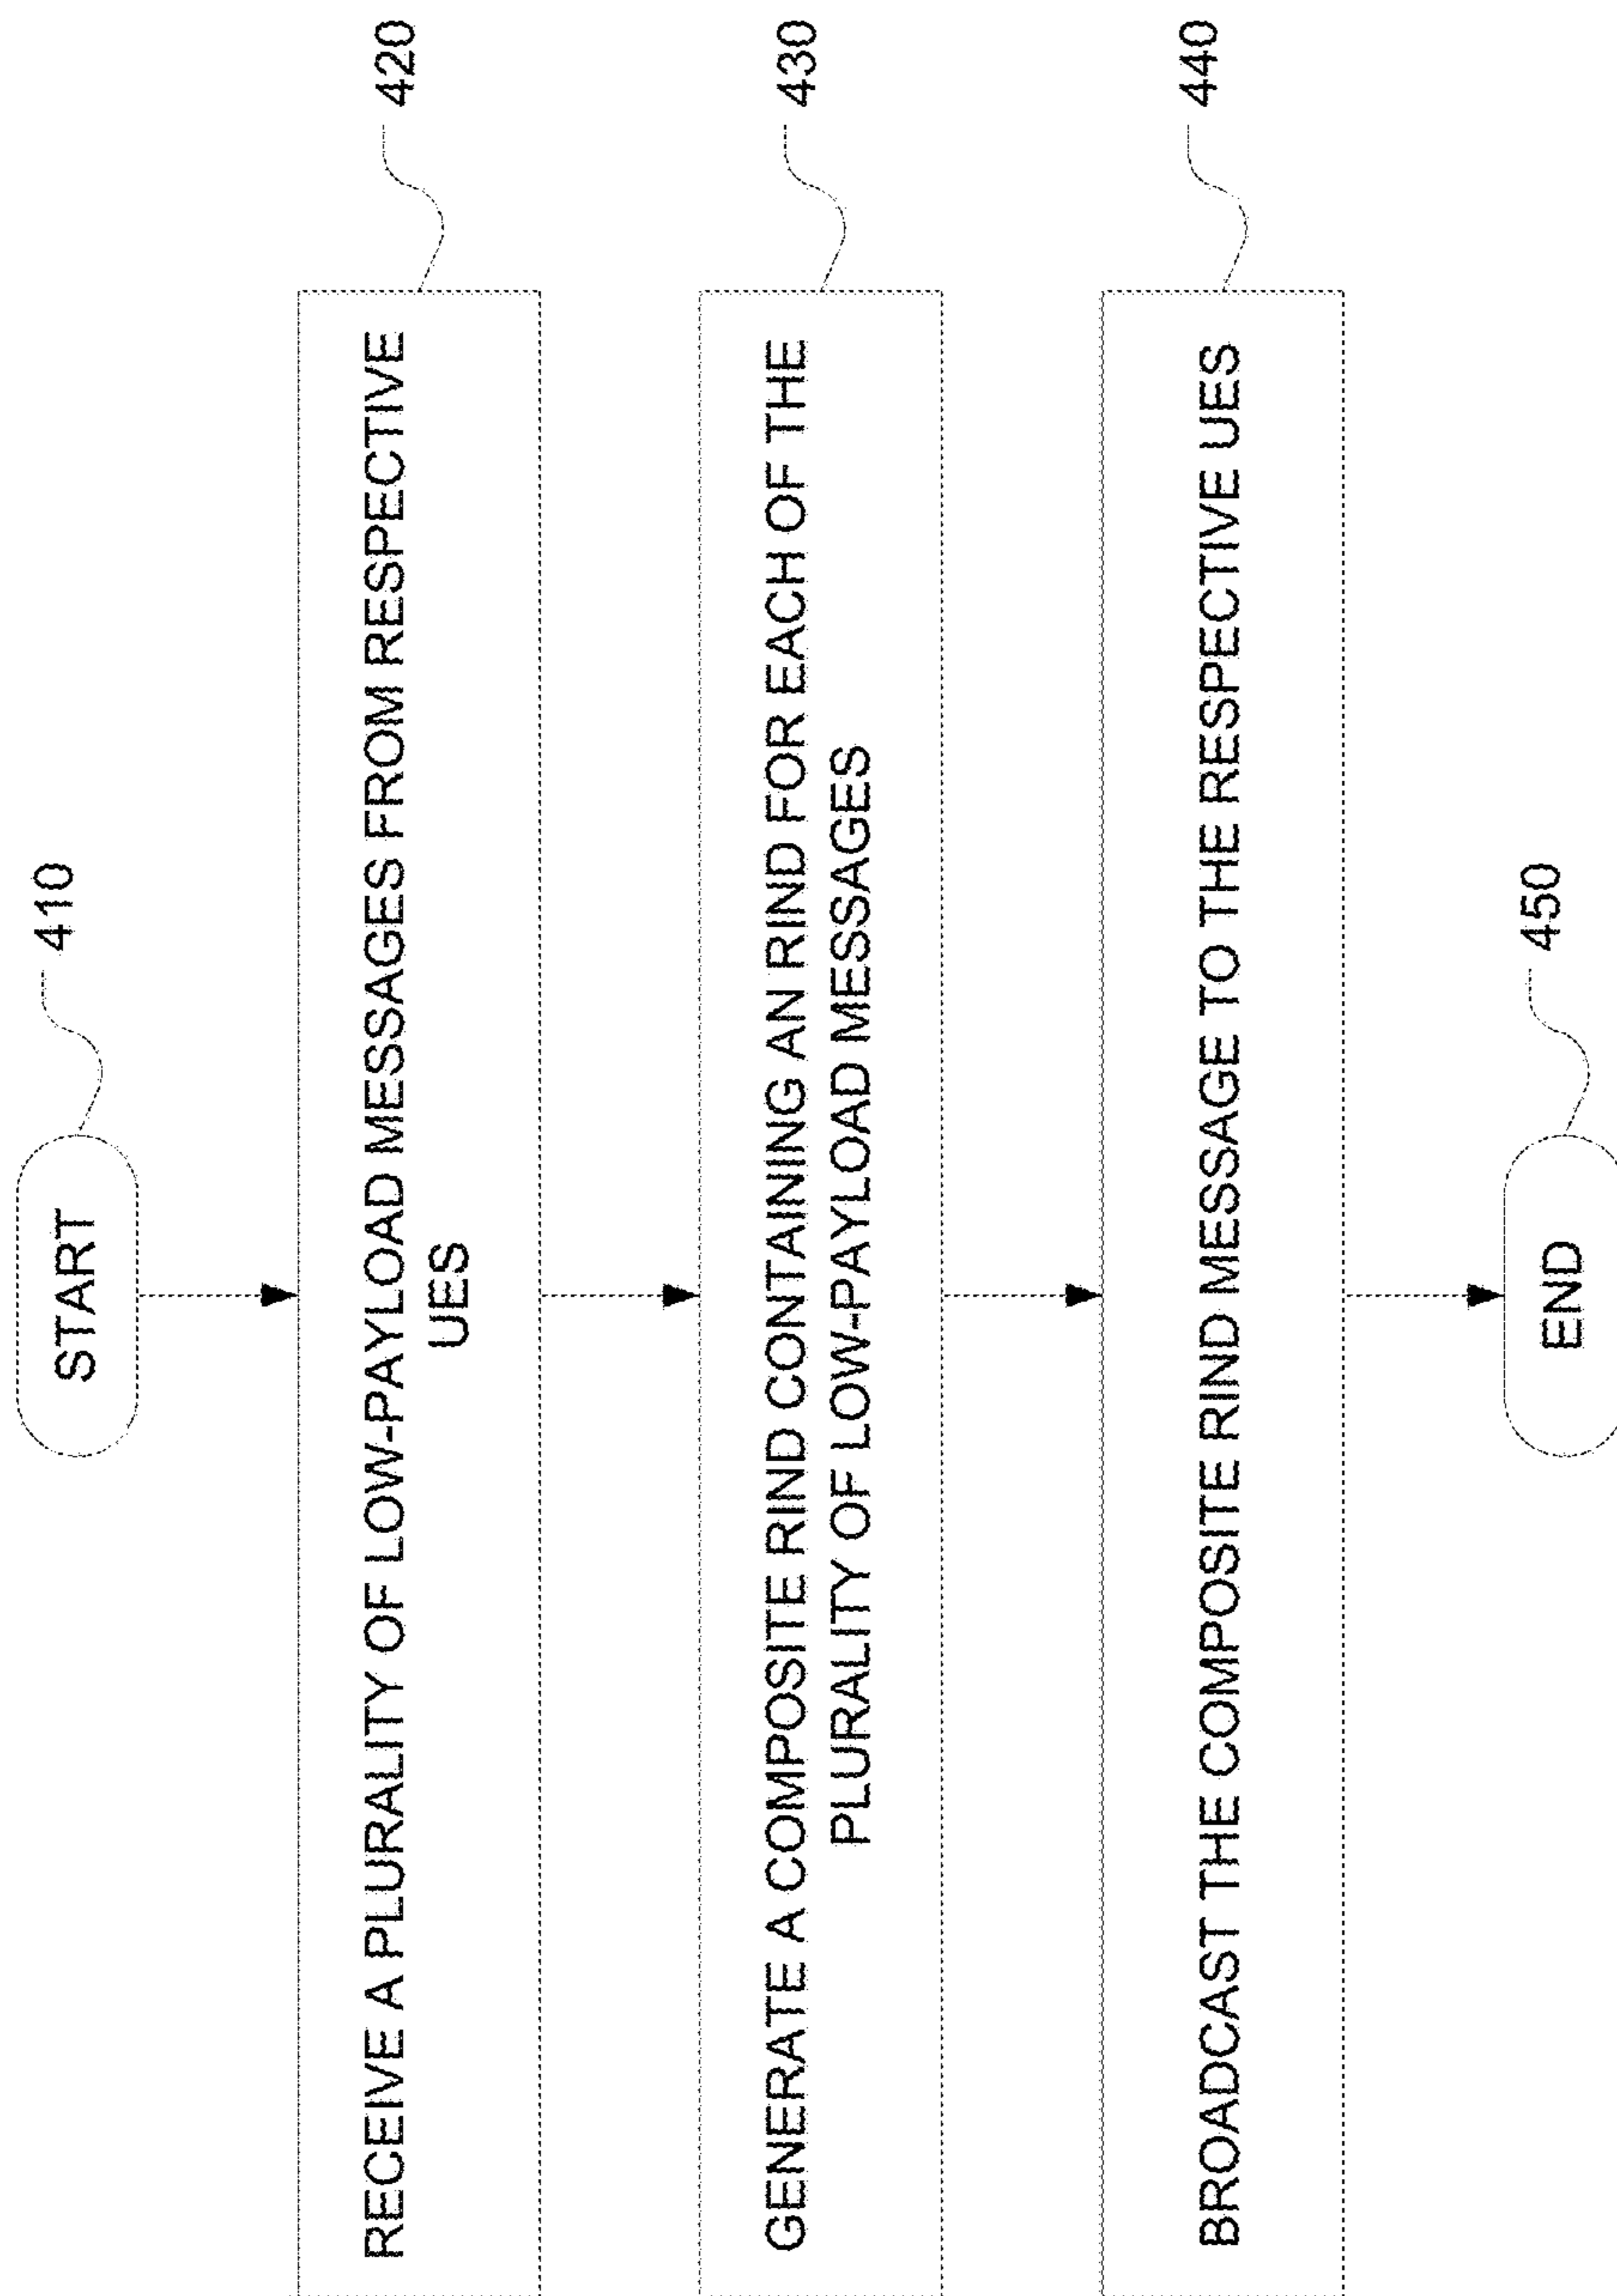 START
410
RECEIVE A PLURALITY OF LOW-PAYLOAD MESSAGES FROM RESPECTIVE
UES
420
GENERATE A COMPOSITE RIND CONTAINING AN RIND FOR EACH OF THE
PLURALITY OF LOW-PAYLOAD MESSAGES
430
BROADCAST THE COMPOSITE RIND MESSAGE TO THE RESPECTIVE UES
440
END
450